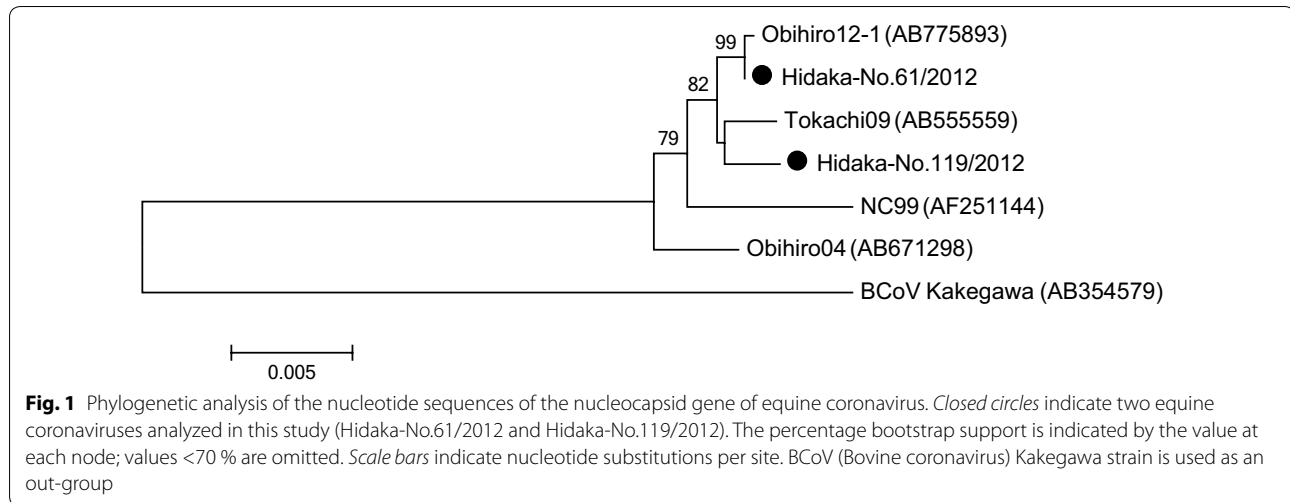 Obihiro12-1 (AB775893)
99
Hidaka-No.61/2012
82
Tokachi09 (AB555559)
79
Hidaka-No.119/2012
NC99 (AF251144)
Obihiro04 (AB671298)
BCoV Kakegawa (AB354579)
0.005
Fig. 1 Phylogenetic analysis of the nucleotide sequences of the nucleocapsid gene of equine coronavirus. Closed circles indicate two equine
coronaviruses analyzed in this study (Hidaka-No.61/2012 and Hidaka-No.119/2012). The percentage bootstrap support is indicated by the value at
each node; values <70 % are omitted. Scale bars indicate nucleotide substitutions per site. BCoV (Bovine coronavirus) Kakegawa strain is used as an
out-group